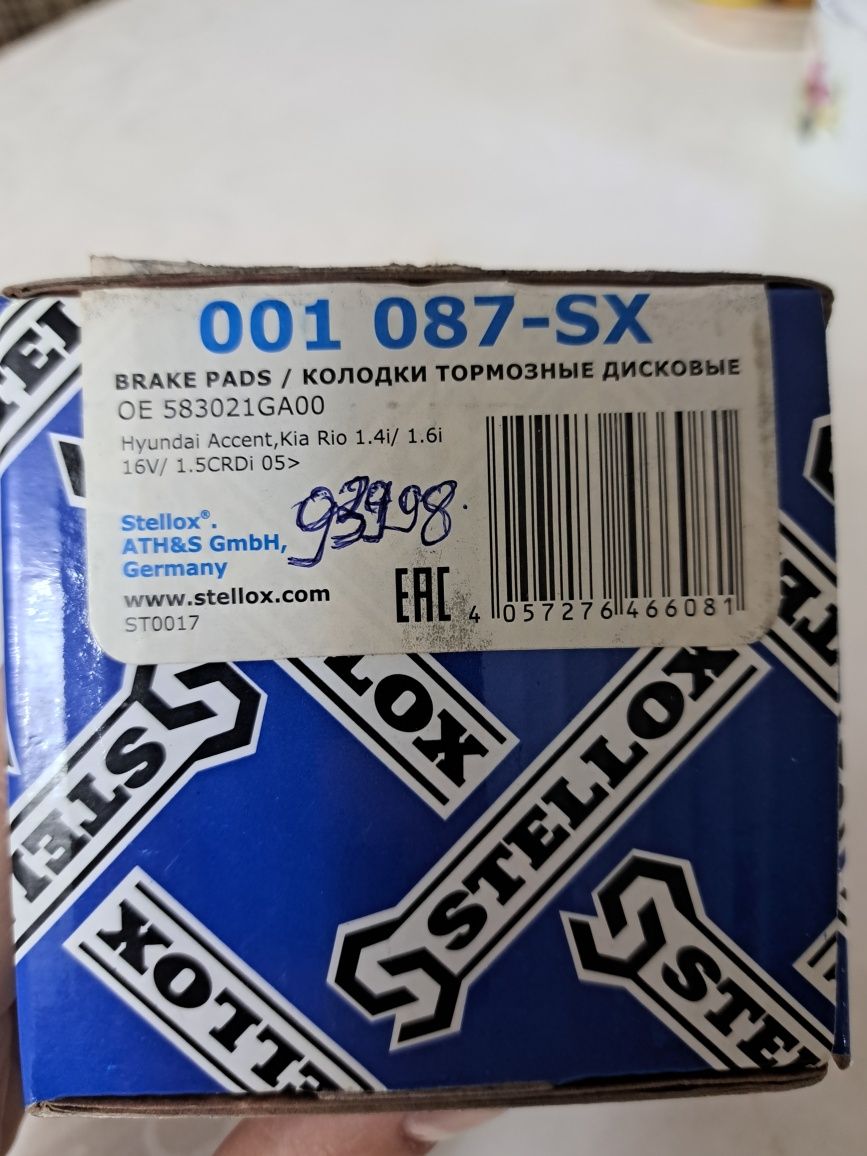 001 087-SX
BRAKE PADS / КОЛОДКИ ТОРМОЗНЫЕ ДИСКОВЫЕ
OE 583021GA00
Hyundai Accent,Kia Rio 1.4i/ 1.6i
16V/ 1.5CRDi 05>
Stellox®.
ATH&S GmbH,
Germany
www.stellox.com
ST0017
EAC
4 057276 466081
STELLOX